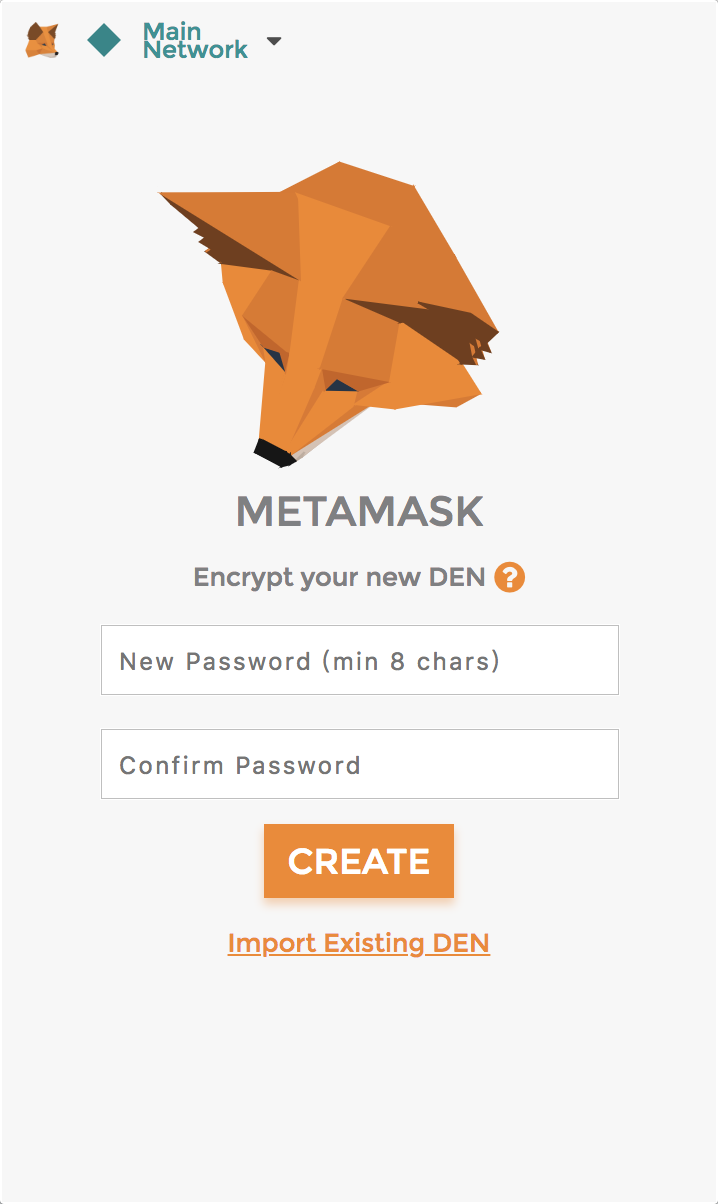 Main
Network
METAMASK
Encrypt your new DEN ?
New Password (min 8 chars)
Confirm Password
CREATE
Import Existing DEN